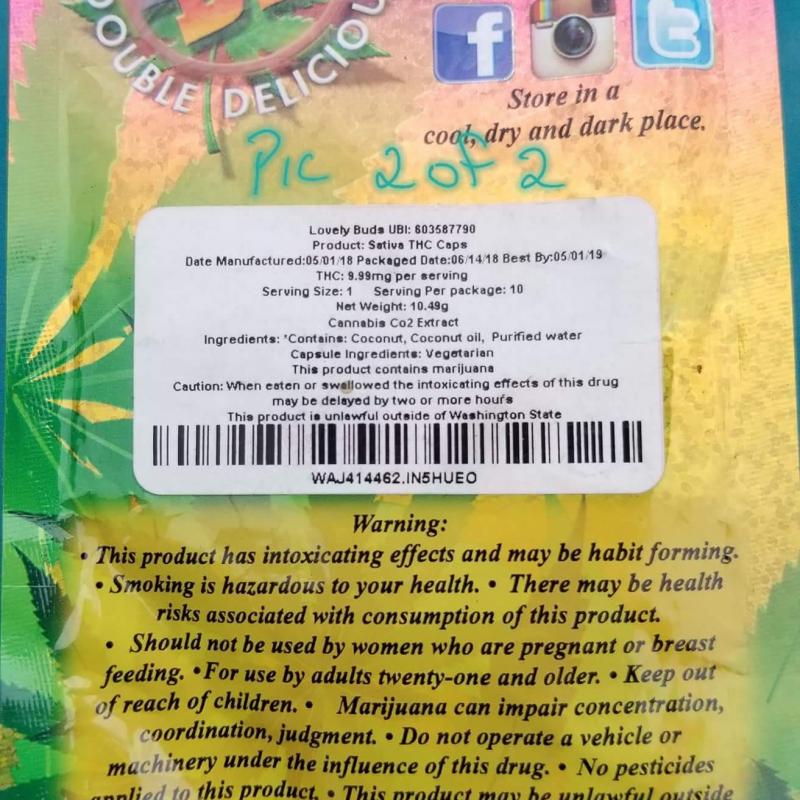 DOUBLE DELICIOU
Store in a
cool, dry and dark place.
PIC 2 of 2
Lovely Buds UBI: 603587790
Product: Sativa THC Caps
Date Manufactured:05/01/18 Packaged Date:06/14/18 Best By:05/01/19
THC: 9.99mg per serving
Serving Size: 1 Serving Per package: 10
Net Weight: 10.49g
Cannabis Co2 Extract
Ingredients: *Contains: Coconut, Coconut oil, Purified water
Capsule Ingredients: Vegetarian
This product contains marijuana
Caution: When eaten or swallowed the intoxicating effects of this drug
may be delayed by two or more hours
This product is unlawful outside of Washington State
WAJ414462.IN5HUEO
Warning:
• This product has intoxicating effects and may be habit forming.
• Smoking is hazardous to your health. • There may be health
risks associated with consumption of this product.
• Should not be used by women who are pregnant or breast
feeding. •For use by adults twenty-one and older. • Keep out
of reach of children. • Marijuana can impair concentration,
coordination, judgment. • Do not operate a vehicle or
machinery under the influence of this drug. • No pesticides
applied to this product. • This product may be unlawful outside